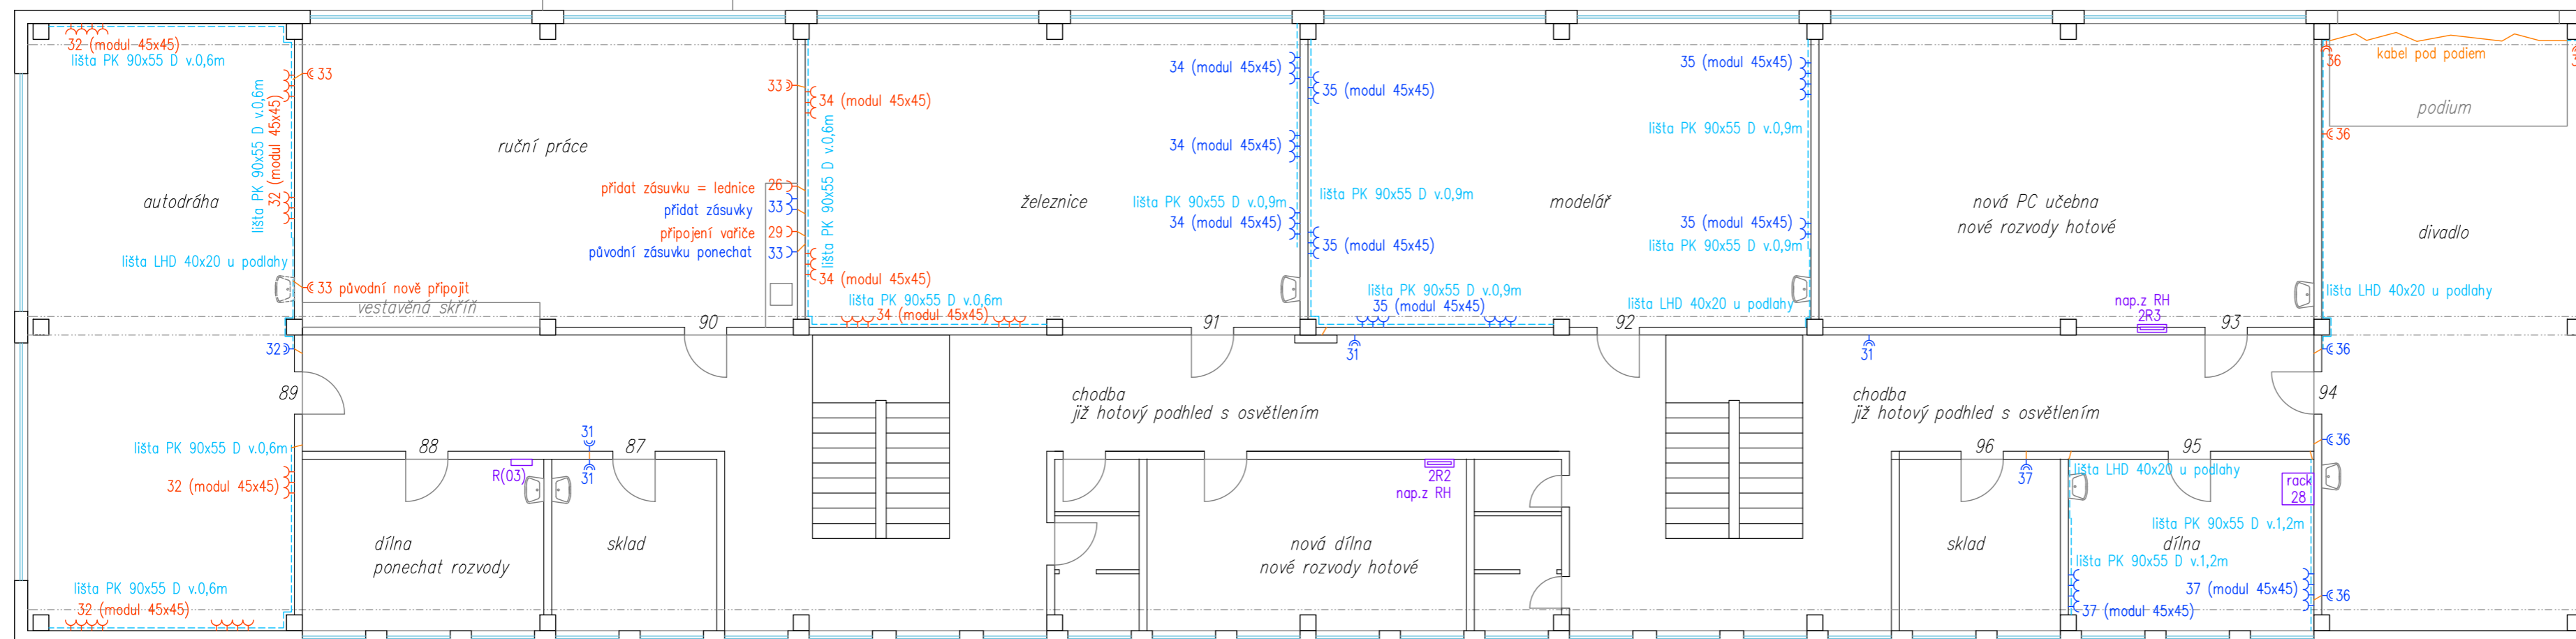 32 (modul 45x45)
lišta PK 90x55 D v.0,6m
lišta PK 90x55 D v.0,6m
32 (modul 45x45)
autodráha
lišta LHD 40x20 u podlahy
33
ruční práce
33
přidat zásuvku = lednice
26
přidat zásuvky
33
připojení vařiče
29
původní zásuvku ponechat
33
33 původní nově připojit
vestavěná skříň
90
34 (modul 45x45)
lišta PK 90x55 D v.0,6m
34 (modul 45x45)
lišta PK 90x55 D v.0,6m
34 (modul 45x45)
železnice
34 (modul 45x45)
34 (modul 45x45)
lišta PK 90x55 D v.0,9m
34 (modul 45x45)
91
35 (modul 45x45)
lišta PK 90x55 D v.0,9m
35 (modul 45x45)
lišta PK 90x55 D v.0,9m
35 (modul 45x45)
modelář
35 (modul 45x45)
lišta PK 90x55 D v.0,9m
35 (modul 45x45)
lišta PK 90x55 D v.0,9m
lišta LHD 40x20 u podlahy
92
nová PC učebna
nové rozvody hotové
nap.z RH
2R3
93
36
kabel pod podiem
podium
36
divadlo
lišta LHD 40x20 u podlahy
32
89
31
31
36
94
chodba
již hotový podhled s osvětlením
chodba
již hotový podhled s osvětlením
lišta PK 90x55 D v.0,6m
32 (modul 45x45)
lišta PK 90x55 D v.0,6m
32 (modul 45x45)
88
R(03)
31
31
87
dílna
ponechat rozvody
sklad
2R2
nap.z RH
nová dílna
nové rozvody hotové
96
37
sklad
95
36
lišta LHD 40x20 u podlahy
rack
28
lišta PK 90x55 D v.1,2m
dílna
lišta PK 90x55 D v.1,2m
37 (modul 45x45)
37 (modul 45x45)
36